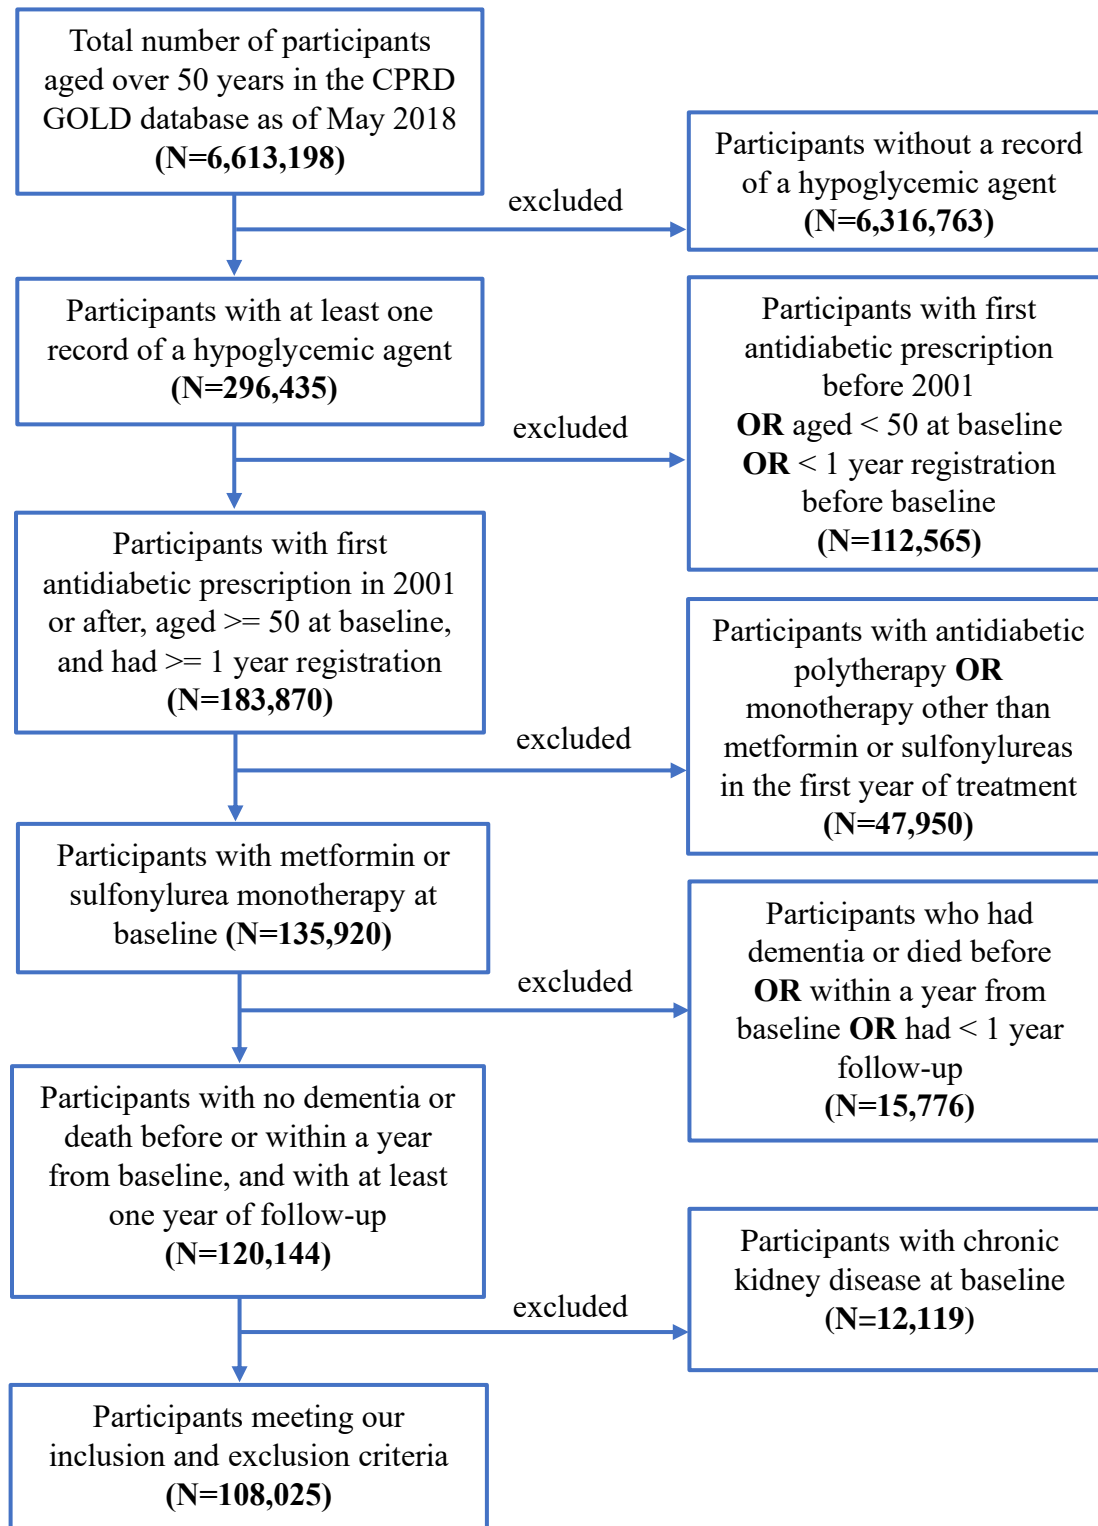 Total number of participants
aged over 50 years in the CPRD
GOLD database as of May 2018
(N=6,613,198)
excluded
Participants without a record
of a hypoglycemic agent
(N=6,316,763)
Participants with at least one
record of a hypoglycemic agent
(N=296,435)
excluded
Participants with first
antidiabetic prescription
before 2001
OR aged < 50 at baseline
OR < 1 year registration
before baseline
(N=112,565)
Participants with first
antidiabetic prescription in 2001
or after, aged >= 50 at baseline,
and had >= 1 year registration
(N=183,870)
excluded
Participants with antidiabetic
polytherapy OR
monotherapy other than
metformin or sulfonylureas
in the first year of treatment
(N=47,950)
Participants with metformin or
sulfonylurea monotherapy at
baseline (N=135,920)
excluded
Participants who had
dementia or died before
OR within a year from
baseline OR had < 1 year
follow-up
(N=15,776)
Participants with no dementia or
death before or within a year
from baseline, and with at least
one year of follow-up
(N=120,144)
excluded
Participants with chronic
kidney disease at baseline
(N=12,119)
Participants meeting our
inclusion and exclusion criteria
(N=108,025)